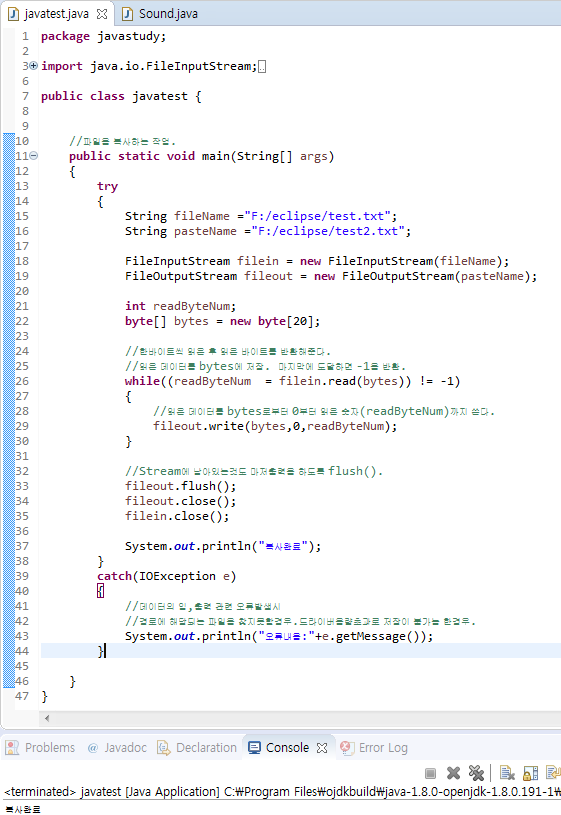 javatest.java
Sound.java
1 package javastudy;
2
3 import java.io.FileInputStream;
6
7 public class javatest {
8
9
10 //파일을 복사하는 작업.
11 public static void main(String[] args)
12 {
13 try
14 {
15 String fileName ="F:/eclipse/test.txt";
16 String pasteName ="F:/eclipse/test2.txt";
17
18 FileInputStream filein = new FileInputStream(fileName);
19 FileOutputStream fileout = new FileOutputStream(pasteName);
20
21 int readByteNum;
22 byte[] bytes = new byte[20];
23
24 //한바이트씩 읽은 후 읽은 바이트를 반환해준다.
25 //읽은 데이터를 bytes에 저장. 마지막에 도달하면 -1을 반환.
26 while((readByteNum = filein.read(bytes)) != -1)
27 {
28 //읽은 데이터를 bytes로부터 0부터 읽은 숫자(readByteNum)까지 쓴다.
29 fileout.write(bytes,0,readByteNum);
30 }
31
32 //Stream에 남아있는것도 마저출력을 하도록 flush().
33 fileout.flush();
34 fileout.close();
35 filein.close();
36
37 System.out.println("복사완료");
38 }
39 catch(IOException e)
40 {
41 //데이터의 입,출력 관련 오류발생시
42 //경로에 해당되는 파일을 찾지못할경우.드라이버용량초과로 저장이 불가능 한경우.
43 System.out.println("오류내용:"+e.getMessage());
44 }
45
46 }
47 }
Problems @ Javadoc Declaration Console Error Log
<terminated> javatest [Java Application] C:₩Program Files₩ojdkbuild₩java-1.8.0-openjdk-1.8.0.191-1₩
복사완료